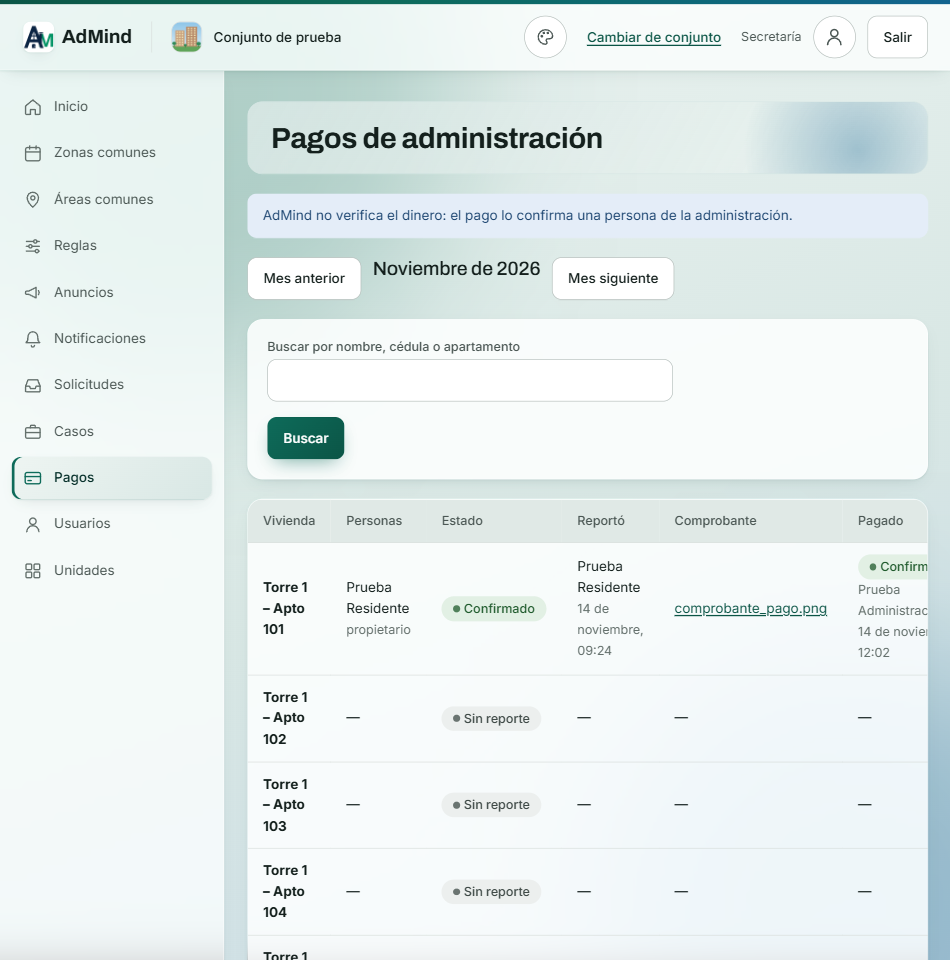 AdMind
Conjunto de prueba
Cambiar de conjunto
Secretaría
Salir
Inicio
Zonas comunes
Áreas comunes
Reglas
Anuncios
Notificaciones
Solicitudes
Casos
Pagos
Usuarios
Unidades
Pagos de administración
AdMind no verifica el dinero: el pago lo confirma una persona de la administración.
Mes anterior
Noviembre de 2026
Mes siguiente
Buscar por nombre, cédula o apartamento
Buscar
Vivienda Personas Estado Reportó Comprobante Pagado
Torre 1
– Apto
101
Prueba
Residente
propietario
Confirmado
Prueba
Residente
14 de
noviembre,
09:24
comprobante_pago.png
Confirm
Prueba
Administrac
14 de novie
12:02
Torre 1
– Apto
102
—
Sin reporte
—
—
—
Torre 1
– Apto
103
—
Sin reporte
—
—
—
Torre 1
– Apto
104
—
Sin reporte
—
—
—
Torre 1